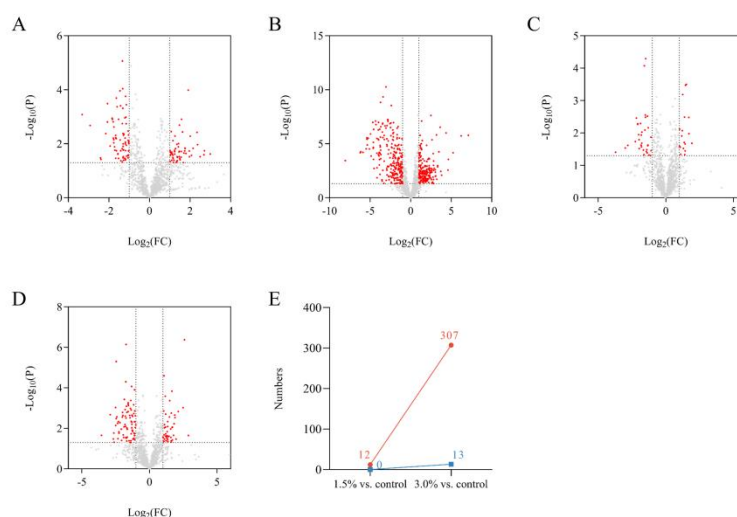 A
B
C
6
4
2
0
-4
-2
0
2
4
-Log10(P)
Log2(FC)
15
10
5
0
-10
-5
0
5
10
-Log10(P)
Log2(FC)
5
4
3
2
1
0
-5
0
5
-Log10(P)
Log2(FC)
D
E
8
6
4
2
0
-5
0
5
-Log10(P)
Log2(FC)
400
300
200
100
0
Numbers
307
12
0
13
1.5% vs. control
3.0% vs. control